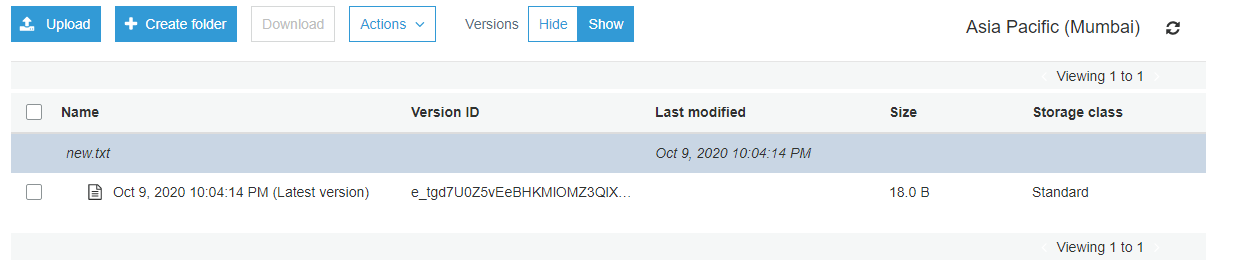 Upload Create folder Download Actions Versions Hide Show Asia Pacific (Mumbai)
Viewing 1 to 1
Name Version ID Last modified Size Storage class
new.txt Oct 9, 2020 10:04:14 PM
Oct 9, 2020 10:04:14 PM (Latest version) e_tgd7U0Z5vEeBHKMIOMZ3QIX... 18.0 B Standard
Viewing 1 to 1